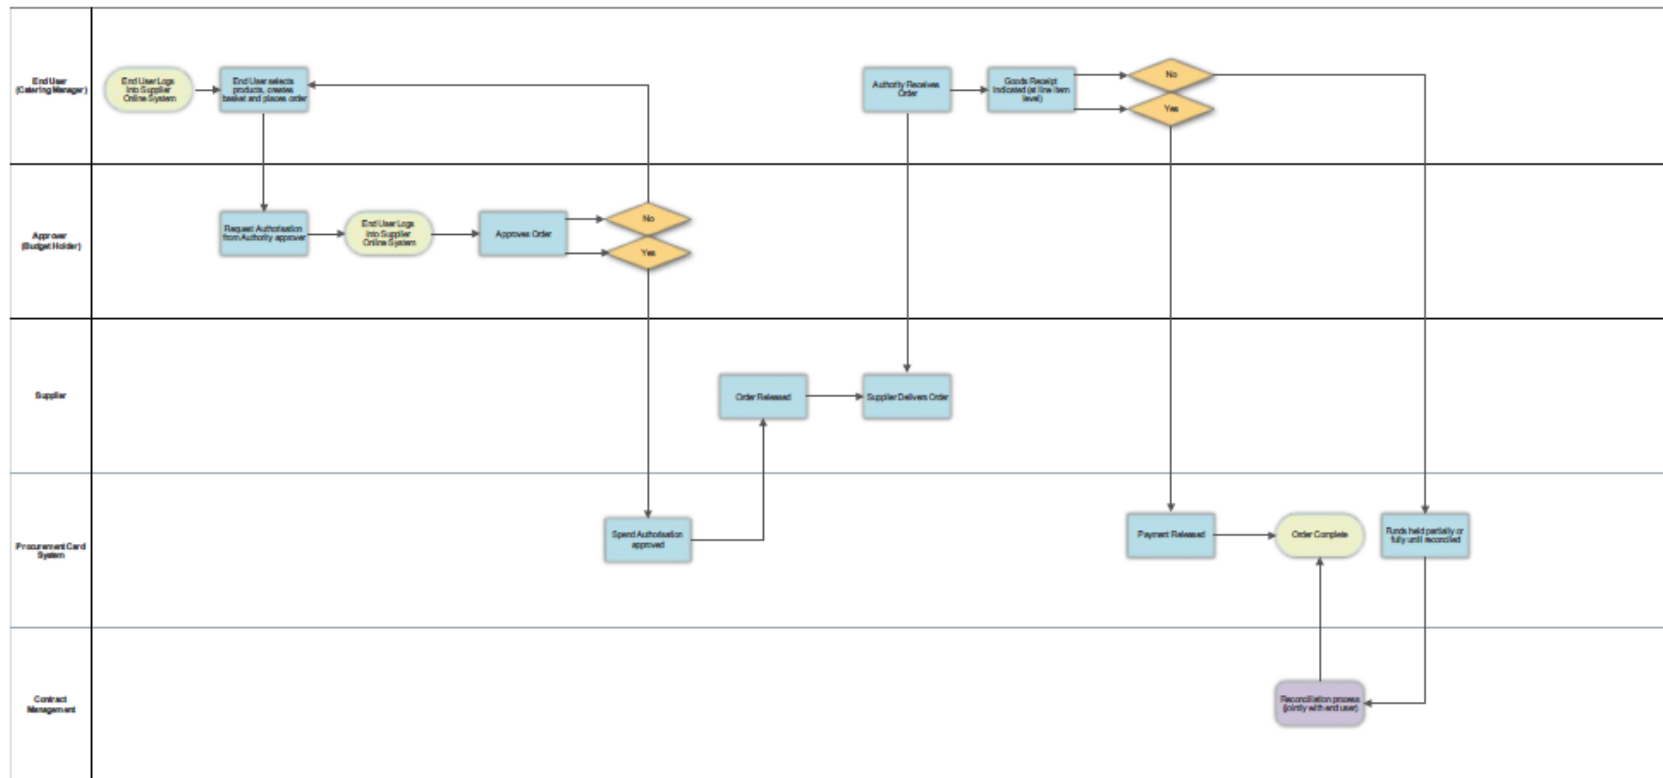 End User
(Catering Manager)
End User Logs
Into Supplier
Online System
End User selects
products, creates
basket and places order
Authority Receives
Order
Goods Receipt
Indicated (at line item
level)
No
Yes
Approver
(Budget Holder)
Request Authorisation
from Authority approver
End User Logs
Into Supplier
Online System
Approves Order
No
Yes
Supplier
Order Released
Supplier Delivers Order
Procurement Card
System
Spend Authorisation
approved
Payment Released
Order Complete
Funds held partially or
fully until reconciled
Contract
Management
Reconciliation process
(jointly with end user)